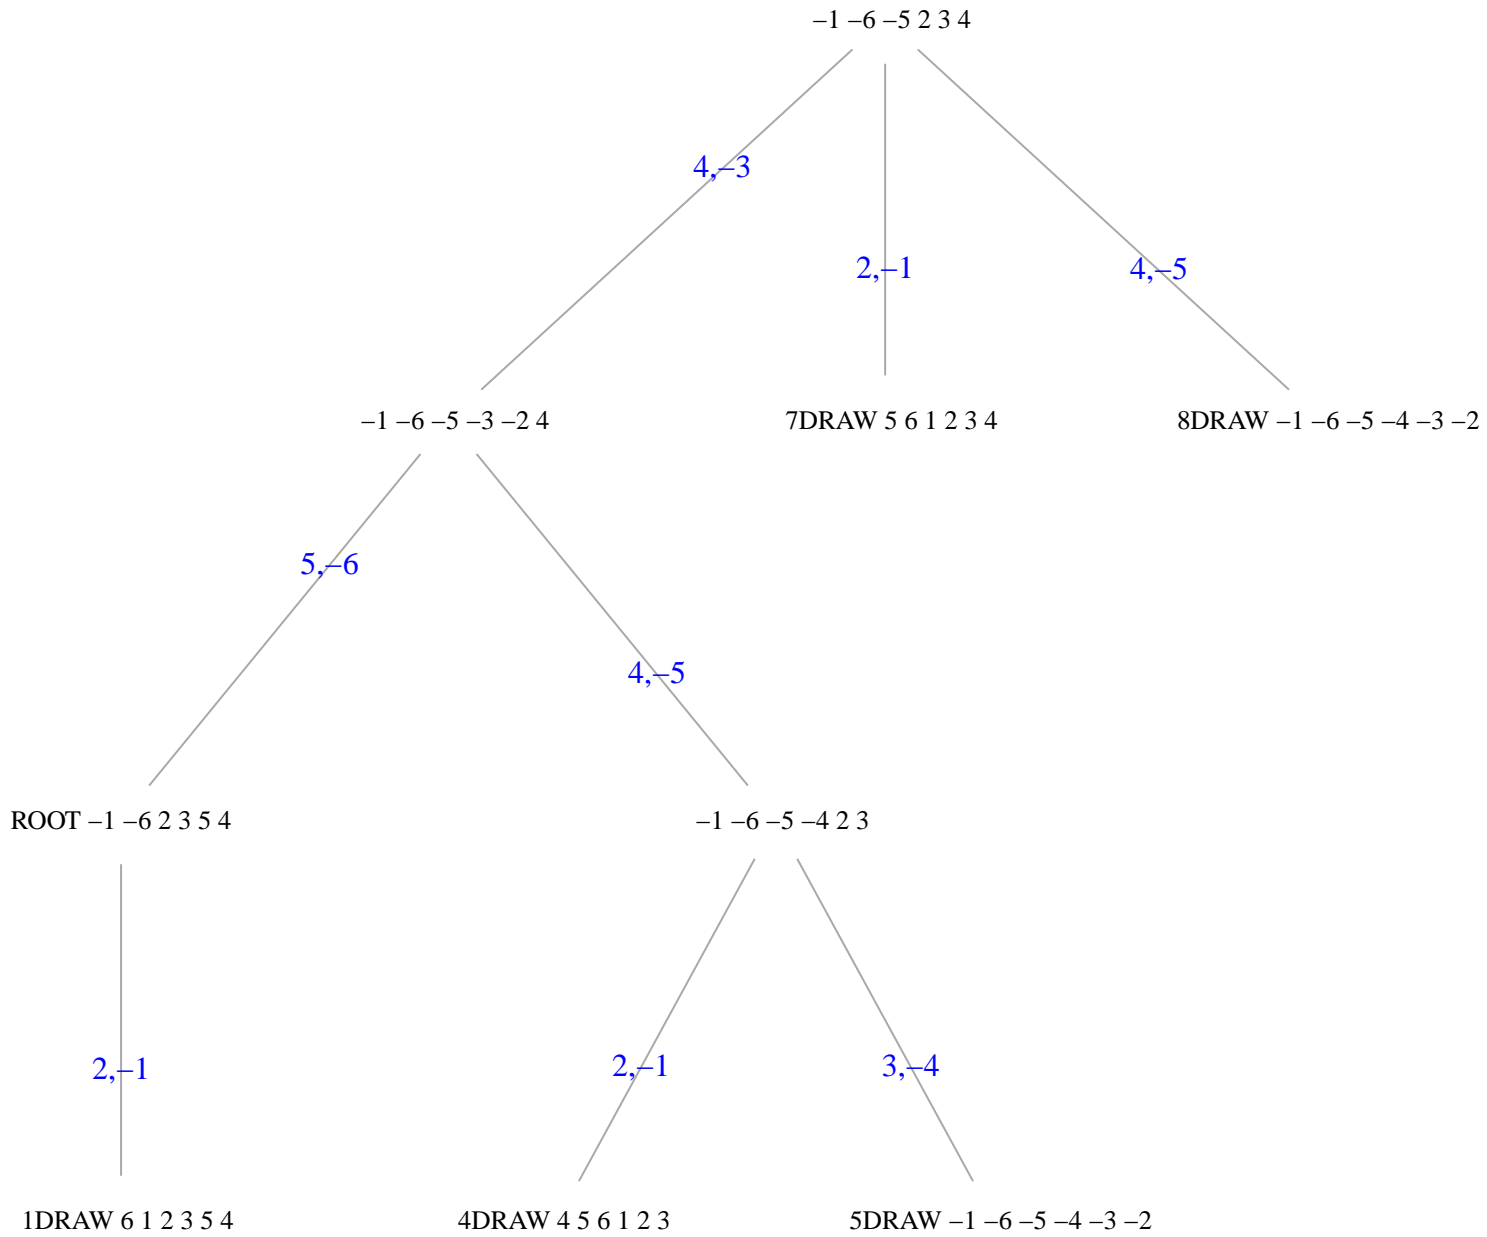 –1 –6 –5 2 3 4
4,–3
2,–1
4,–5
–1 –6 –5 –3 –2 4
7DRAW 5 6 1 2 3 4
8DRAW –1 –6 –5 –4 –3 –2
5,–6
4,–5
ROOT –1 –6 2 3 5 4
–1 –6 –5 –4 2 3
2,–1
2,–1
3,–4
1DRAW 6 1 2 3 5 4
4DRAW 4 5 6 1 2 3
5DRAW –1 –6 –5 –4 –3 –2